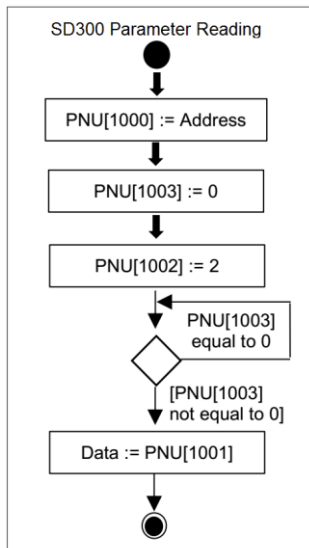 SD300 Parameter Reading
PNU[1000] := Address
PNU[1003] := 0
PNU[1002] := 2
PNU[1003]
equal to 0
[PNU[1003]
not equal to 0]
Data := PNU[1001]